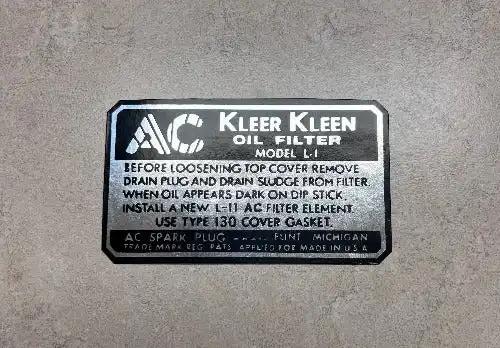 AC KLEER KLEEN
OIL FILTER
MODEL L-1
BEFORE LOOSENING TOP COVER REMOVE
DRAIN PLUG AND DRAIN SLUDGE FROM FILTER.
WHEN OIL APPEARS DARK ON DIP STICK,
INSTALL A NEW L-11 AC FILTER ELEMENT.
USE TYPE 130 COVER GASKET.
AC SPARK PLUG FLINT MICHIGAN
TRADE MARK REG. PATS. APPLIED FOR MADE IN U.S.A.